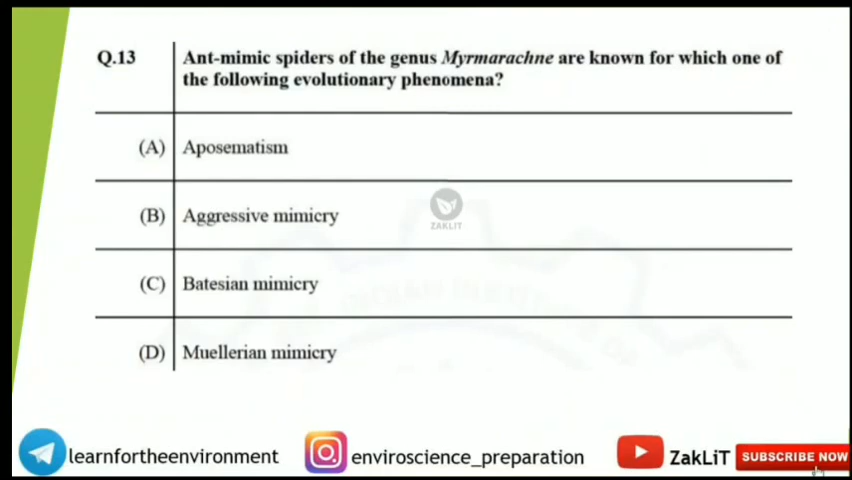 Q.13 Ant-mimic spiders of the genus Myrmarachne are known for which one of
the following evolutionary phenomena?
(A) Aposematism
(B) Aggressive mimicry
ZAKLIT
(C) Batesian mimicry
(D) Muellerian mimicry
learnfortheenvironment enviroscience_preparation ZakLiT SUBSCRIBE NOW